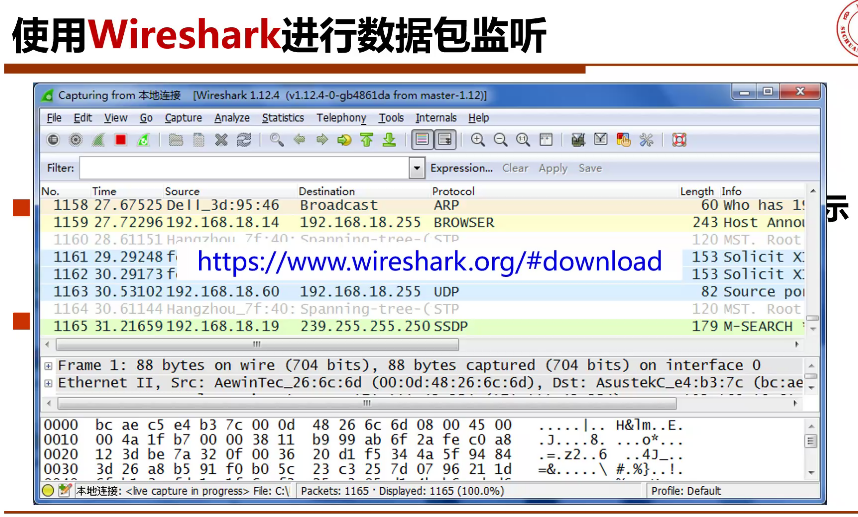 使用Wireshark进行数据包监听
Capturing from 本地连接 [Wireshark 1.12.4 (v1.12.4-0-gb4861da from master-1.12)]
File Edit View Go Capture Analyze Statistics Telephony Tools Internals Help
Filter: Expression... Clear Apply Save
No. Time Source Destination Protocol Length Info
1158 27.67525 Dell_3d:95:46 Broadcast ARP 60 Who has
示
1159 27.72296 192.168.18.14 192.168.18.255 BROWSER 243 Host
1160 28.61151 Hangzhou_7f:40: Spanning-tree-( STP 120 MST. Root
1161 29.29248 153 Solicit
https://www.wireshark.org/#download
1162 30.29173 153 Solicit
1163 30.53102 192.168.18.60 192.168.18.255 UDP 82 Source
1164 30.61144 Hangzhou_7f:40: Spanning-tree-( STP 120 MST. Root
1165 31.21659 192.168.18.19 239.255.255.250 SSDP 179 M-SEARCH
Frame 1: 88 bytes on wire (704 bits), 88 bytes captured (704 bits) on interface 0
Ethernet II, Src: AewinTec_26:6c:6d (00:0d:48:26:6c:6d), Dst: AsustekC_e4:b3:7c (bc:ae
0000 bc ae c5 e4 b3 7c 00 0d 48 26 6c 6d 08 00 45 00 .....|.. H&lm..E.
0010 00 4a 1f b7 00 00 38 11 b9 99 ab 6f 2a fe c0 a8 .J....8. ...o*...
0020 12 3d be 7a 32 0f 00 36 20 d1 f5 34 4a 5f 94 84 .=.z2..6 ..4J_..
0030 3d 26 a8 b5 91 f0 b0 5c 23 c3 25 7d 07 96 21 1d =&.....\ #.%}..!.
本地连接: <live capture in progress> File: C:\ Packets: 1165 · Displayed: 1165 (100.0%) Profile: Default